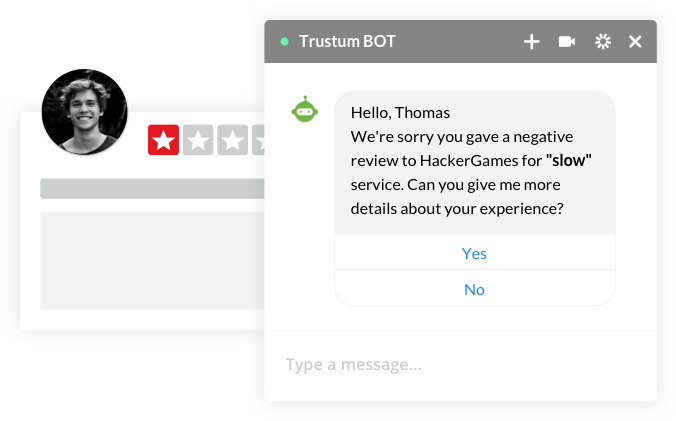 Trustum BOT
Hello, Thomas
We're sorry you gave a negative
review to HackerGames for "slow"
service. Can you give me more
details about your experience?
Yes
No
Type a message...